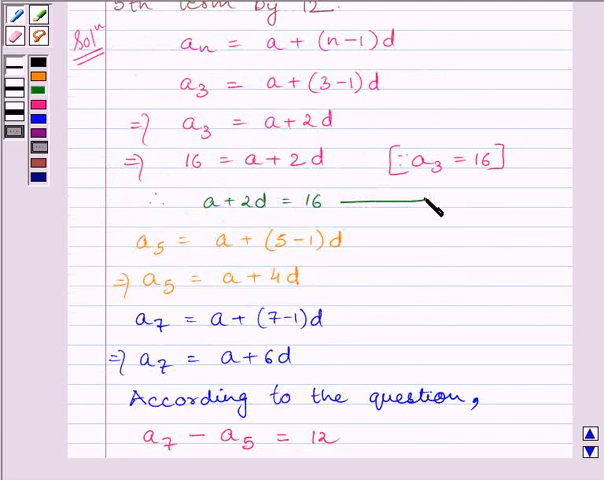 5th term by 12.
Solⁿ
aₙ = a + (n-1)d
a₃ = a + (3-1)d
⇒ a₃ = a+2d
⇒ 16 = a+2d [∵ a₃ = 16]
∴ a+2d = 16
a₅ = a + (5-1)d
⇒ a₅ = a + 4d
a₇ = a + (7-1)d
⇒ a₇ = a+6d
According to the question,
a₇ - a₅ = 12